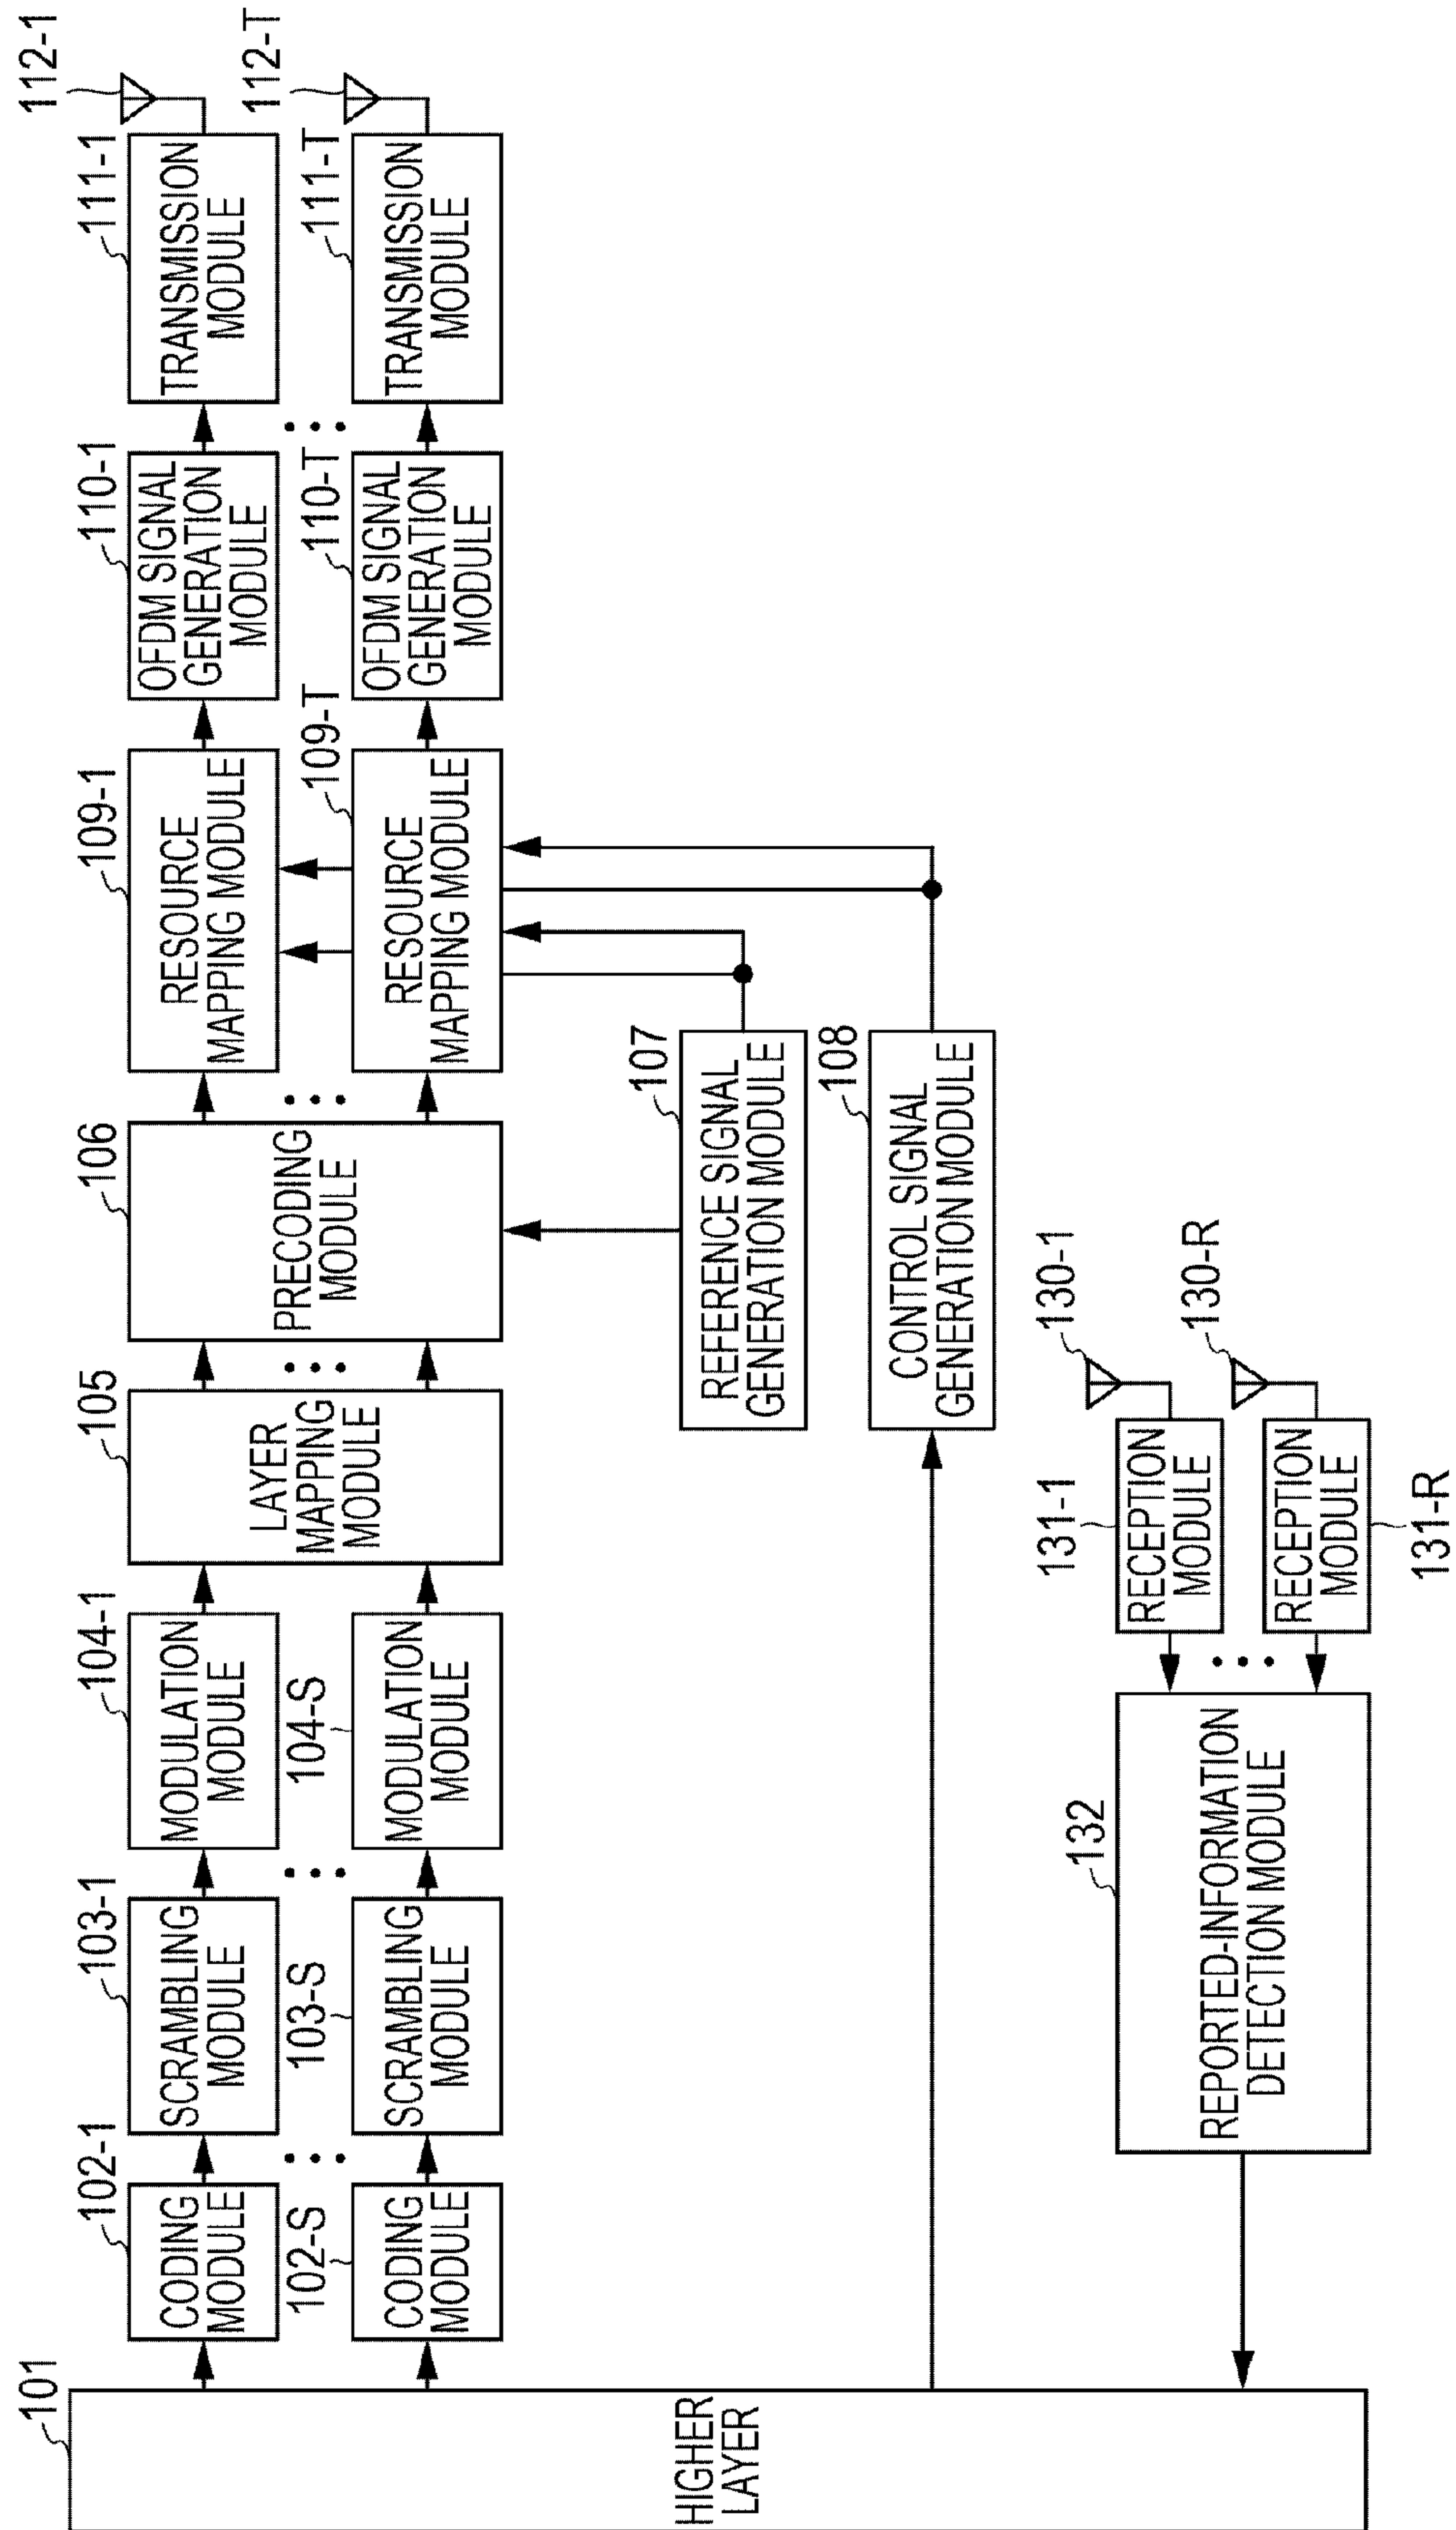 101
HIGHER
LAYER
102-1
CODING
MODULE
102-S
CODING
MODULE
103-1
SCRAMBLING
MODULE
103-S
SCRAMBLING
MODULE
104-1
MODULATION
MODULE
104-S
MODULATION
MODULE
105
LAYER
MAPPING
MODULE
106
PRECODING
MODULE
107
REFERENCE SIGNAL
GENERATION MODULE
108
CONTROL SIGNAL
GENERATION MODULE
109-1
RESOURCE
MAPPING MODULE
109-T
RESOURCE
MAPPING MODULE
110-1
OFDM SIGNAL
GENERATION
MODULE
110-T
OFDM SIGNAL
GENERATION
MODULE
111-1
TRANSMISSION
MODULE
111-T
TRANSMISSION
MODULE
112-1
112-T
132
REPORTED-INFORMATION
DETECTION MODULE
131-1
RECEPTION
MODULE
131-R
RECEPTION
MODULE
130-1
130-R